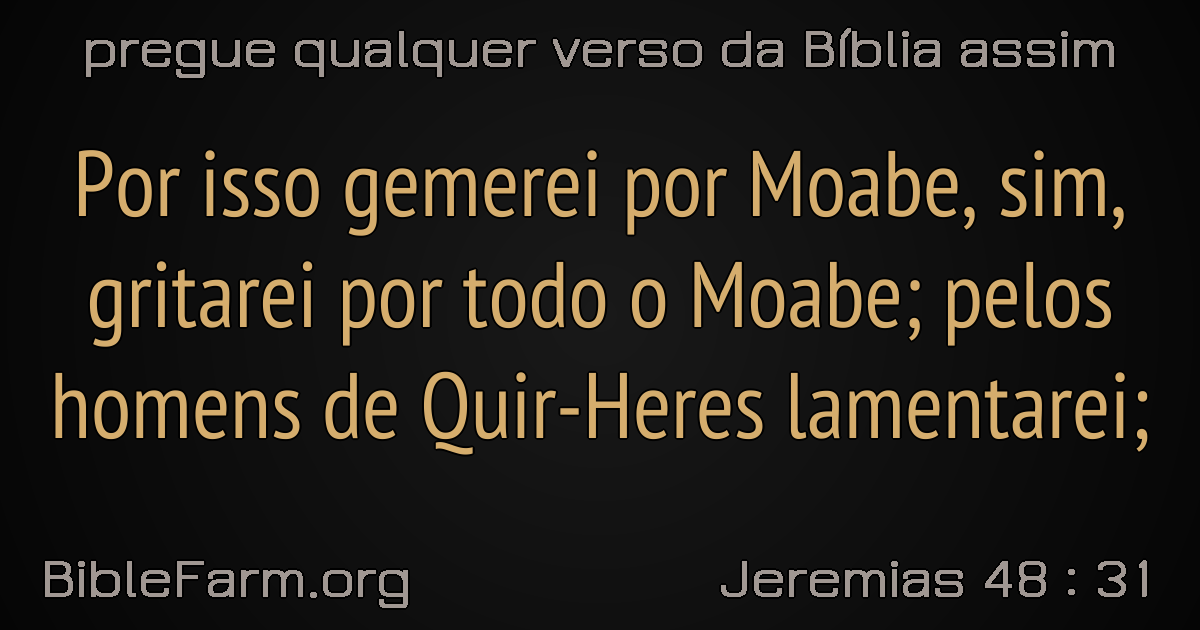 pregue qualquer verso da Bíblia assim
Por isso gemerei por Moabe, sim,
gritarei por todo o Moabe; pelos
homens de Quir-Heres lamentarei;
BibleFarm.org
Jeremias 48 : 31